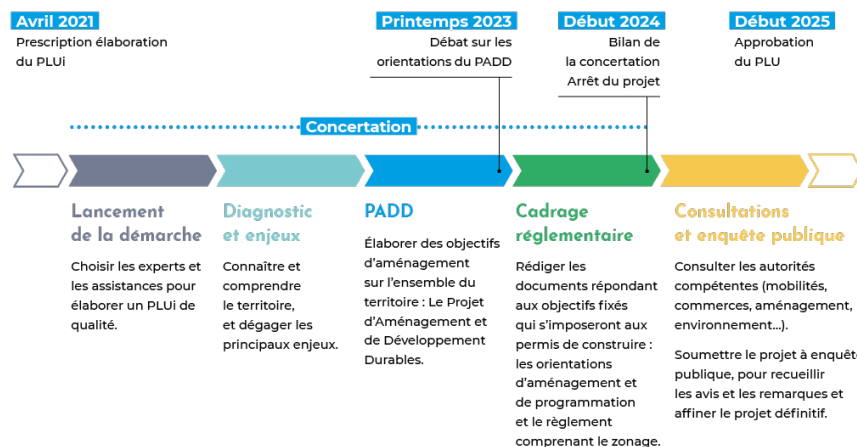 Avril 2021
Prescription élaboration
du PLUi
Printemps 2023
Débat sur les
orientations du PADD
Début 2024
Bilan de
la concertation
Arrêt du projet
Début 2025
Approbation
du PLU
Concertation
Lancement
de la démarche
Choisir les experts et
les assistances pour
élaborer un PLUi de
qualité.
Diagnostic
et enjeux
Connaître et
comprendre
le territoire,
et dégager les
principaux enjeux.
PADD
Élaborer des objectifs
d'aménagement
sur l'ensemble du
territoire : Le Projet
d'Aménagement et
de Développement
Durables.
Cadrage
réglementaire
Rédiger les
documents répondant
aux objectifs fixés
qui s'imposeront aux
permis de construire :
les orientations
d'aménagement et
de programmation
et le règlement
comprenant le zonage.
Consultations
et enquête publique
Consulter les autorités
compétentes (mobilités,
commerces, aménagement,
environnement...).
Soumettre le projet à enquête
publique, pour recueillir
les avis et les remarques et
affiner le projet définitif.